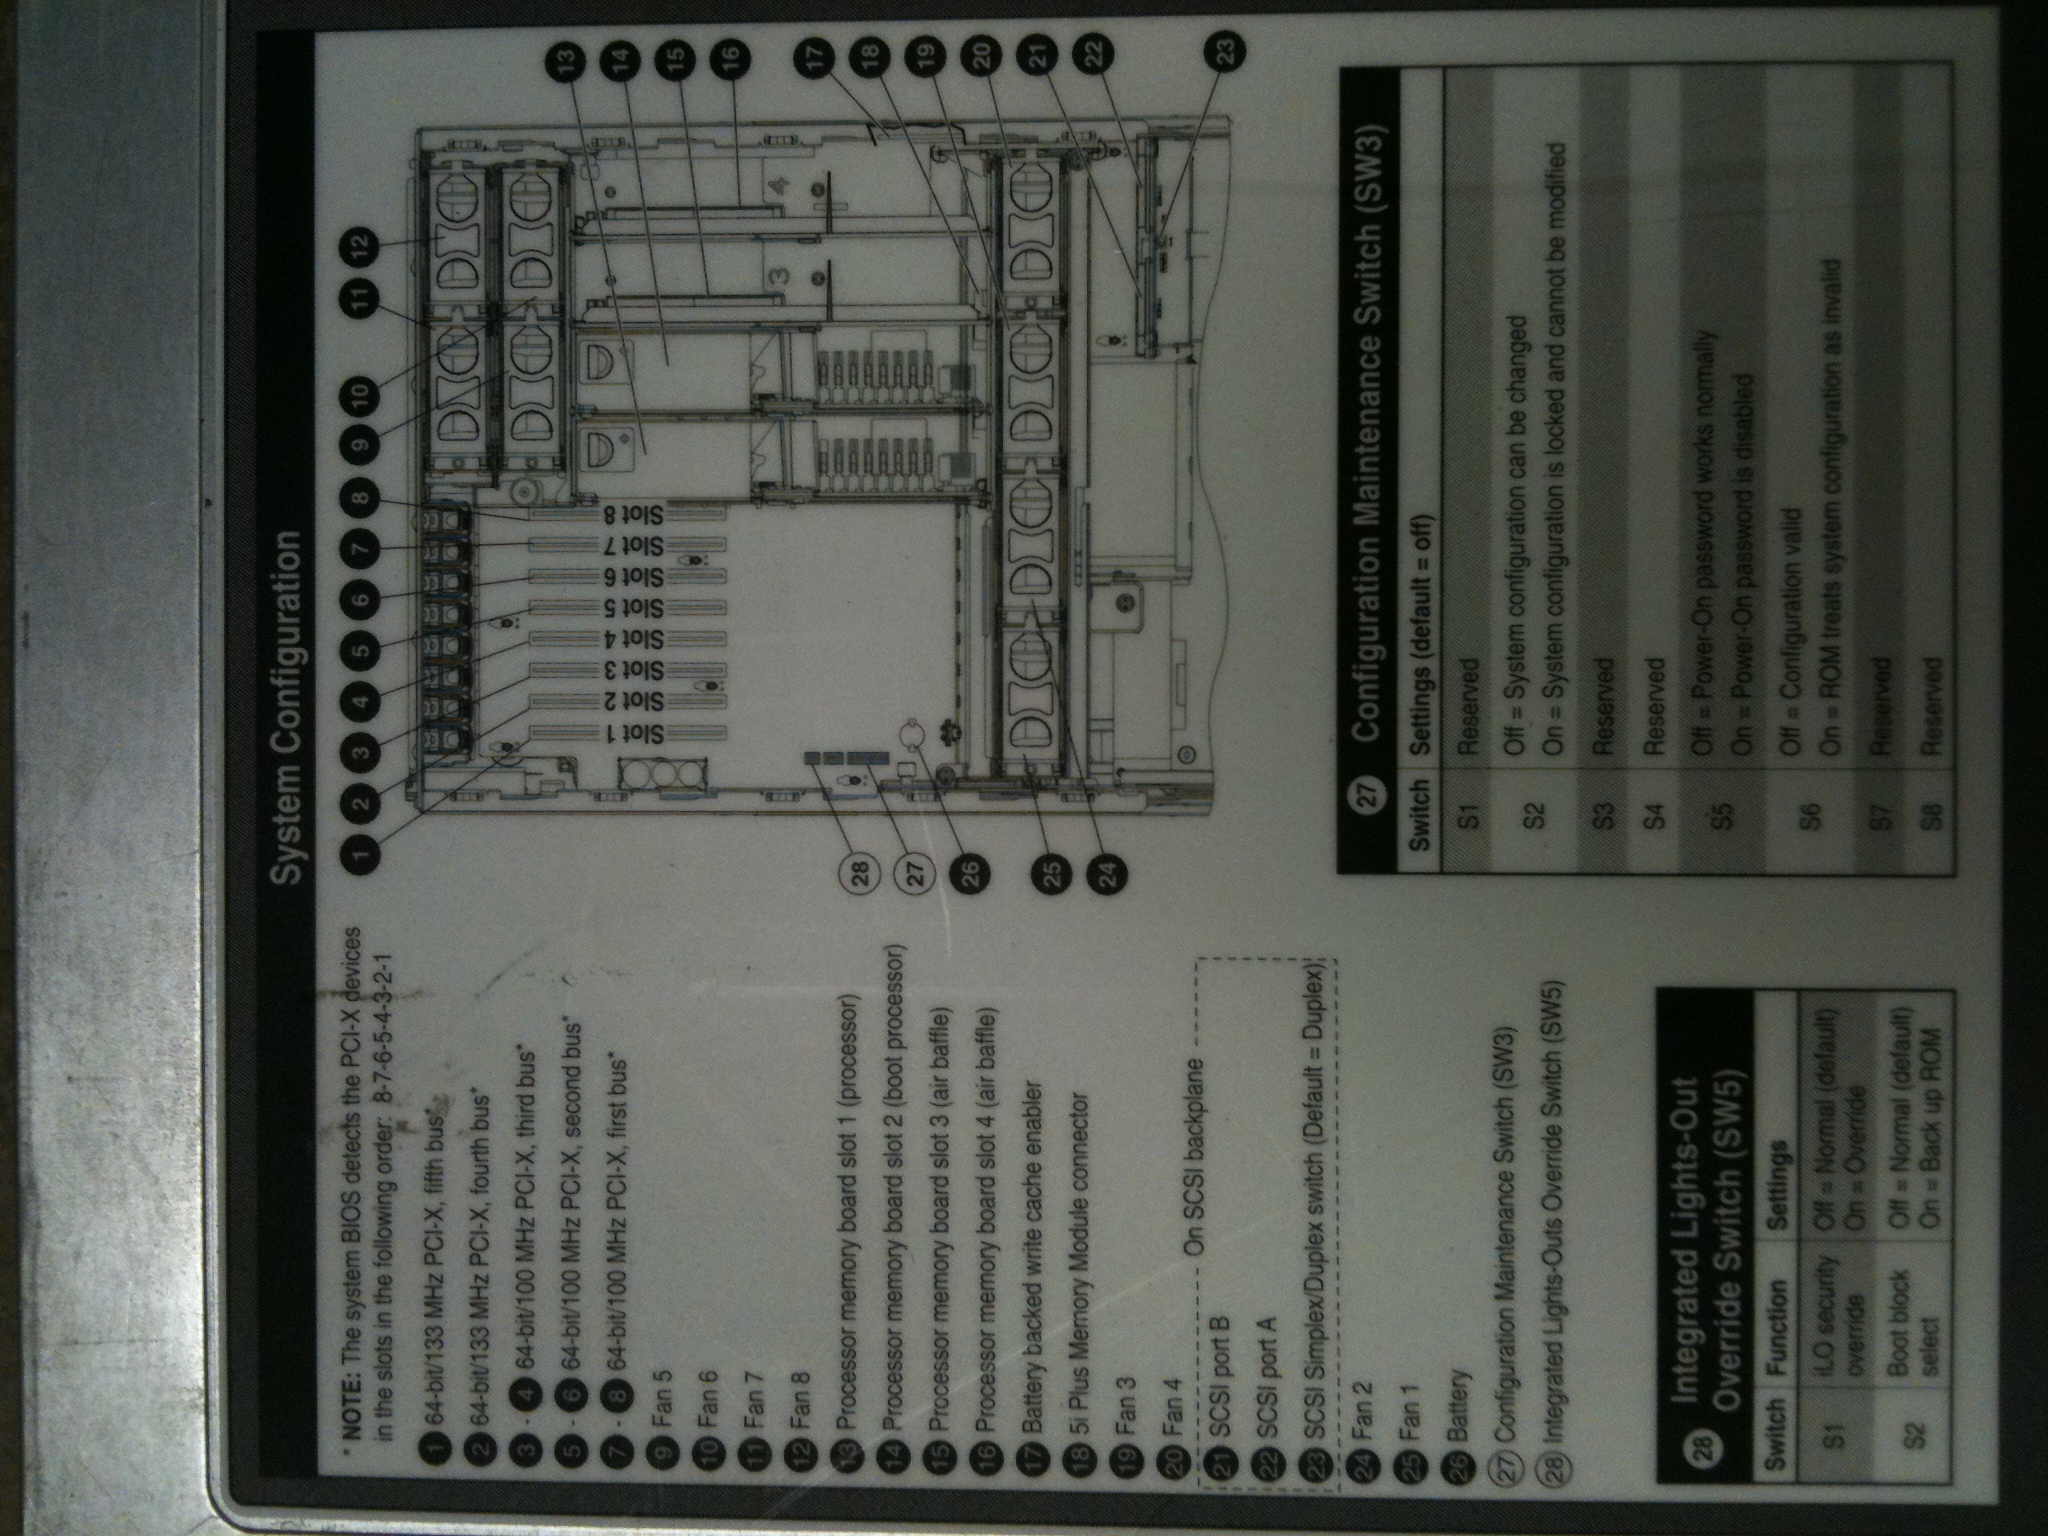 System Configuration
* NOTE: The system BIOS detects the PCI-X devices
in the slots in the following order: 8-7-6-5-4-3-2-1
1 64-bit/133 MHz PCI-X, fifth bus*
2 64-bit/133 MHz PCI-X, fourth bus*
3 - 4 64-bit/100 MHz PCI-X, third bus*
5 - 6 64-bit/100 MHz PCI-X, second bus*
7 - 8 64-bit/100 MHz PCI-X, first bus*
9 Fan 5
10 Fan 6
11 Fan 7
12 Fan 8
13 Processor memory board slot 1 (processor)
14 Processor memory board slot 2 (boot processor)
15 Processor memory board slot 3 (air baffle)
16 Processor memory board slot 4 (air baffle)
17 Battery backed write cache enabler
18 5i Plus Memory Module connector
19 Fan 3
20 Fan 4
On SCSI backplane
21 SCSI port B
22 SCSI port A
23 SCSI Simplex/Duplex switch (Default = Duplex)
24 Fan 2
25 Fan 1
26 Battery
27 Configuration Maintenance Switch (SW3)
28 Integrated Lights-Outs Override Switch (SW5)
28 Integrated Lights-Out
Override Switch (SW5)
Switch Function Settings
S1 iLO security override Off = Normal (default)
On = Override
S2 Boot block select Off = Normal (default)
On = Back up ROM
1 2 3 4 5 6 7 8 9 10 11 12
Slot 1
Slot 2
Slot 3
Slot 4
Slot 5
Slot 6
Slot 7
Slot 8
13
14
15
16
3
4
28
27
26
25
24
17
18
19
20
21
22
23
27 Configuration Maintenance Switch (SW3)
Switch Settings (default = off)
S1 Reserved
S2 Off = System configuration can be changed
On = System configuration is locked and cannot be modified
S3 Reserved
S4 Reserved
S5 Off = Power-On password works normally
On = Power-On password is disabled
S6 Off = Configuration valid
On = ROM treats system configuration as invalid
S7 Reserved
S8 Reserved